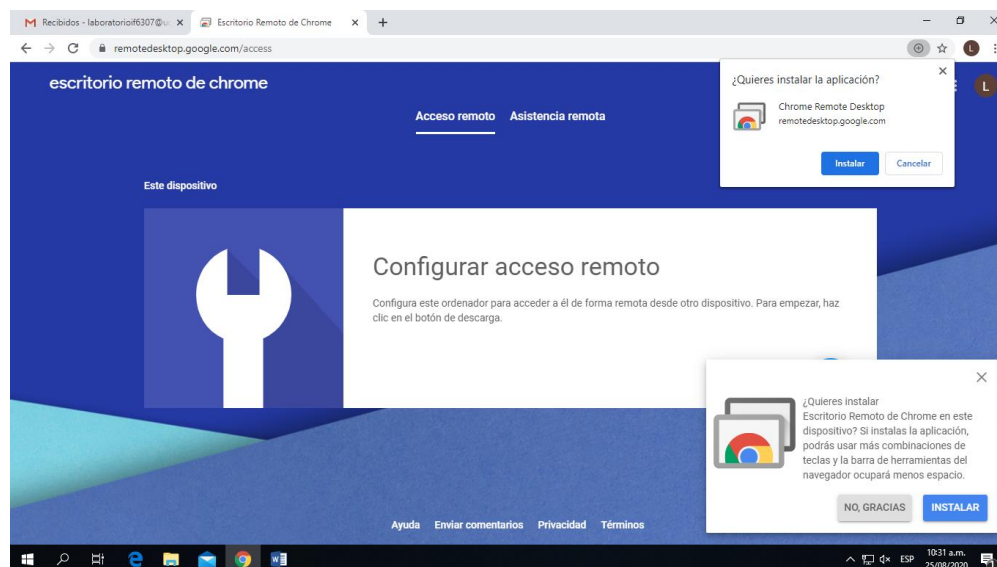 Recibidos - laboratorioif6307@u
Escritorio Remoto de Chrome
remotedesktop.google.com/access
L
escritorio remoto de chrome
L
Acceso remoto
Asistencia remota
¿Quieres instalar la aplicación?
Chrome Remote Desktop
remotedesktop.google.com
Instalar
Cancelar
Este dispositivo
Configurar acceso remoto
Configura este ordenador para acceder a él de forma remota desde otro dispositivo. Para empezar, haz
clic en el botón de descarga.
¿Quieres instalar
Escritorio Remoto de Chrome en este
dispositivo? Si instalas la aplicación,
podrás usar más combinaciones de
teclas y la barra de herramientas del
navegador ocupará menos espacio.
NO, GRACIAS
INSTALAR
Ayuda
Enviar comentarios
Privacidad
Términos
ESP
10:31 a.m.
25/08/2020